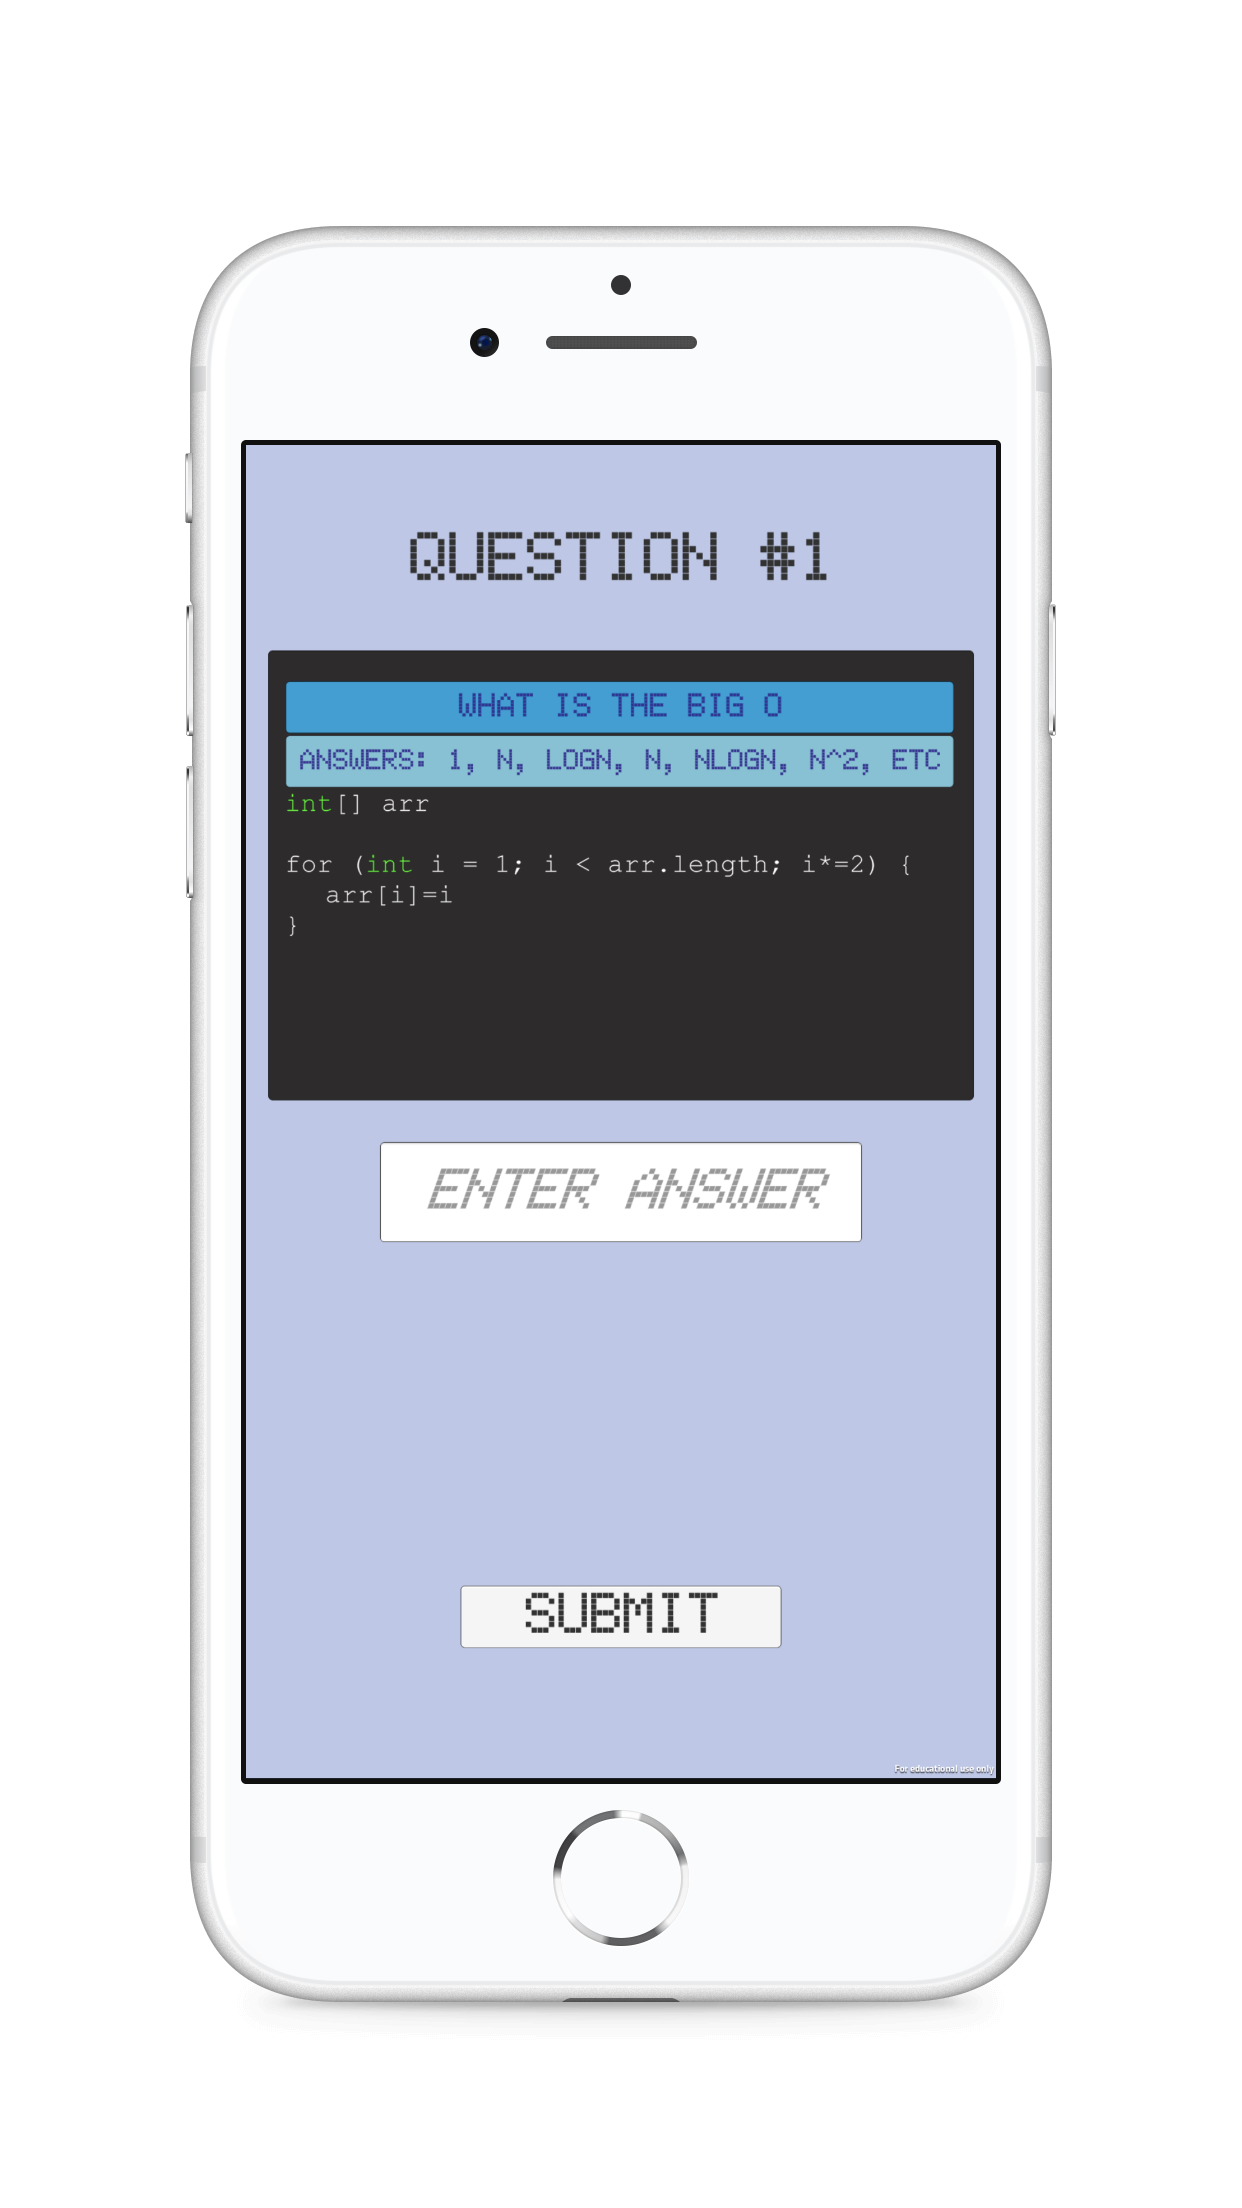 QUESTION #1
WHAT IS THE BIG O
ANSWERS: 1, N, LOGN, N, NLOGN, N^2, ETC
int[] arr
for (int i = 1; i < arr.length; i*=2) {
arr[i]=i
}
ENTER ANSWER
SUBMIT
For educational use only